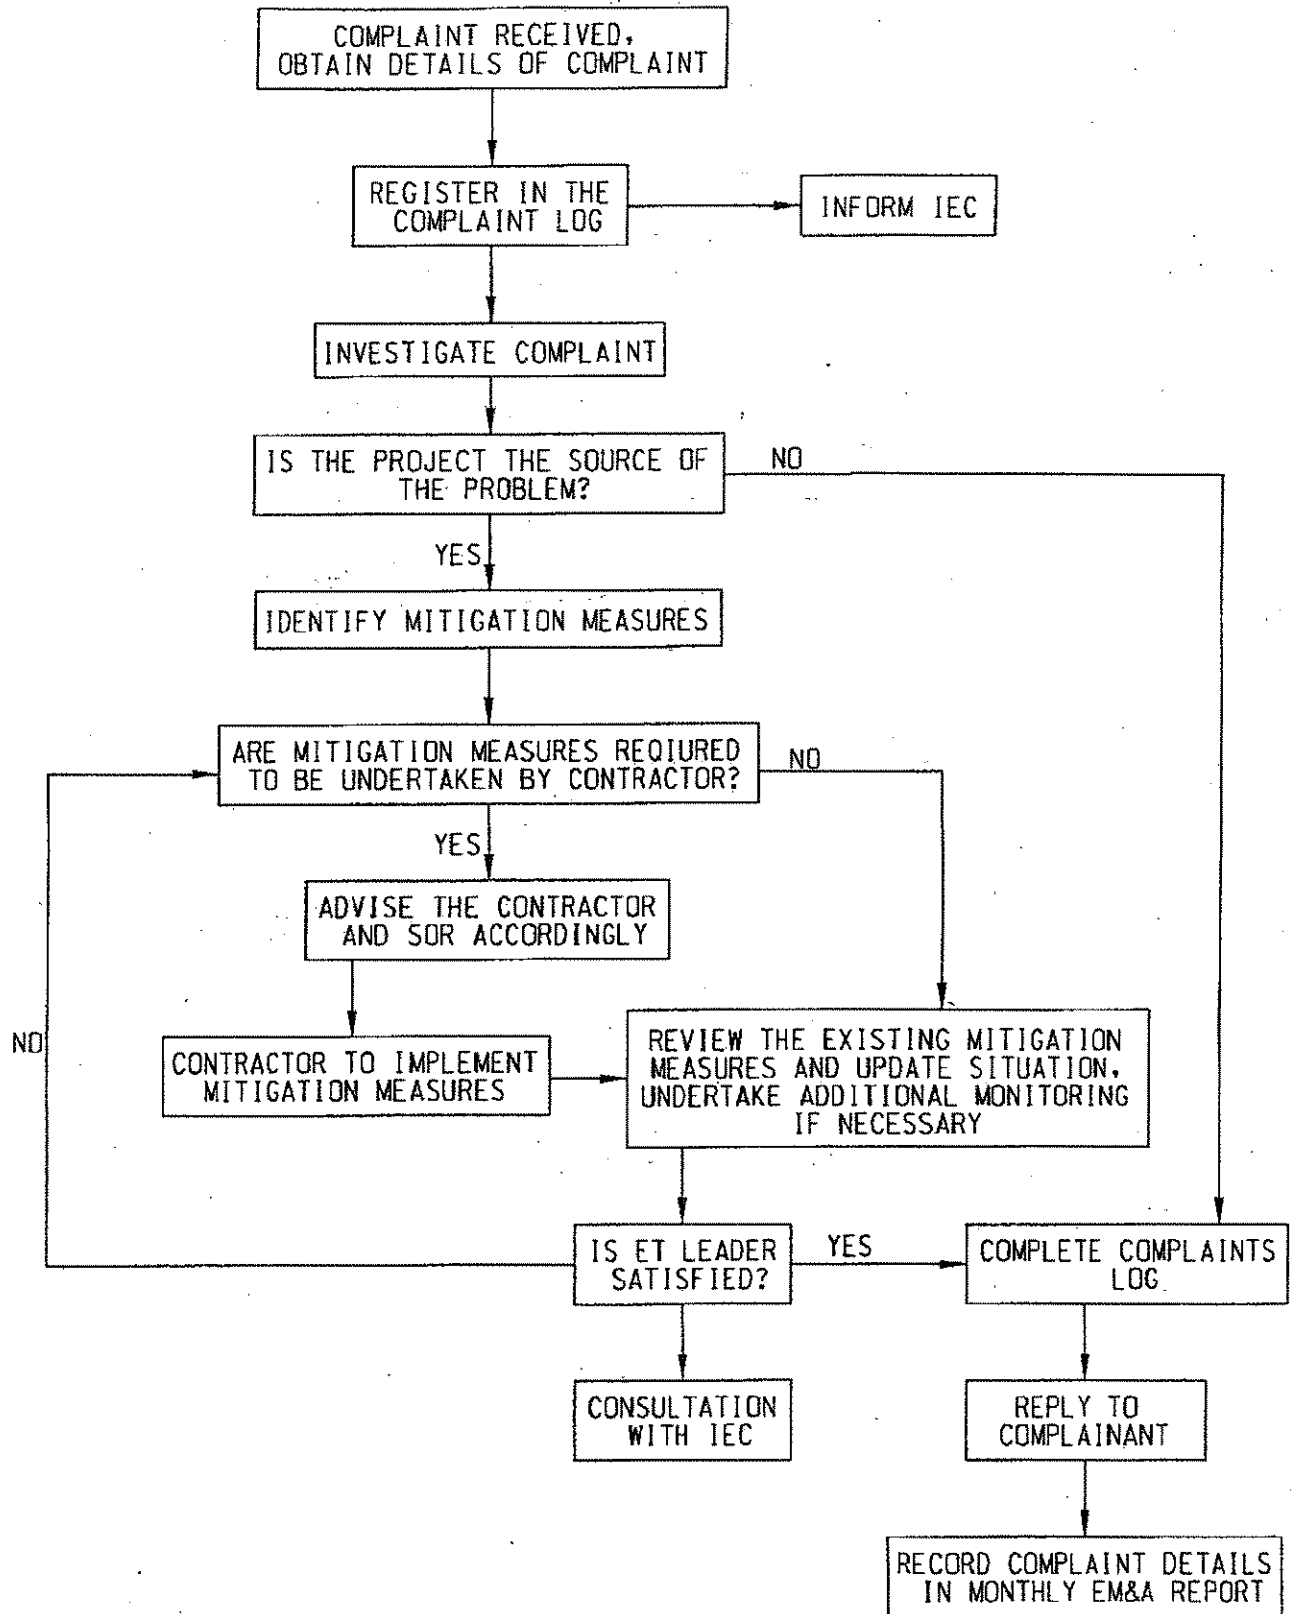 COMPLAINT RECEIVED,
OBTAIN DETAILS OF COMPLAINT
REGISTER IN THE
COMPLAINT LOG
INFORM IEC
INVESTIGATE COMPLAINT
IS THE PROJECT THE SOURCE OF
THE PROBLEM?
NO
YES
IDENTIFY MITIGATION MEASURES
ARE MITIGATION MEASURES REQIURED
TO BE UNDERTAKEN BY CONTRACTOR?
NO
YES
ADVISE THE CONTRACTOR
AND SOR ACCORDINGLY
NO
CONTRACTOR TO IMPLEMENT
MITIGATION MEASURES
REVIEW THE EXISTING MITIGATION
MEASURES AND UPDATE SITUATION.
UNDERTAKE ADDITIONAL MONITORING
IF NECESSARY
IS ET LEADER
SATISFIED?
YES
COMPLETE COMPLAINTS
LOG
CONSULTATION
WITH IEC
REPLY TO
COMPLAINANT
RECORD COMPLAINT DETAILS
IN MONTHLY EM&A REPORT